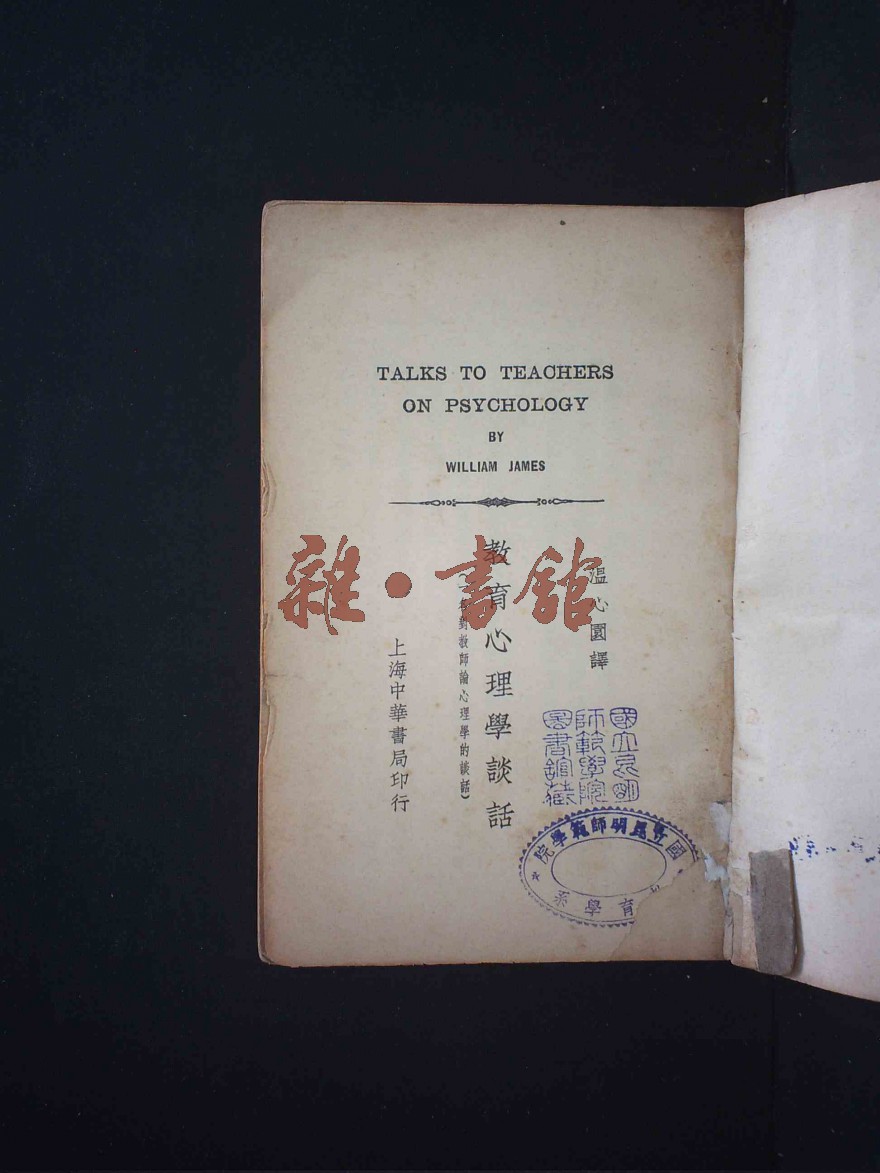 TALKS TO TEACHERS
ON PSYCHOLOGY
BY
WILLIAM JAMES
溫心園譯
教育心理學談話
對教師論心理學的談話)
上海中華書局印行
雜·書館
國立昆明
師範學院
圖書館藏
國立昆明師範學院
育學系